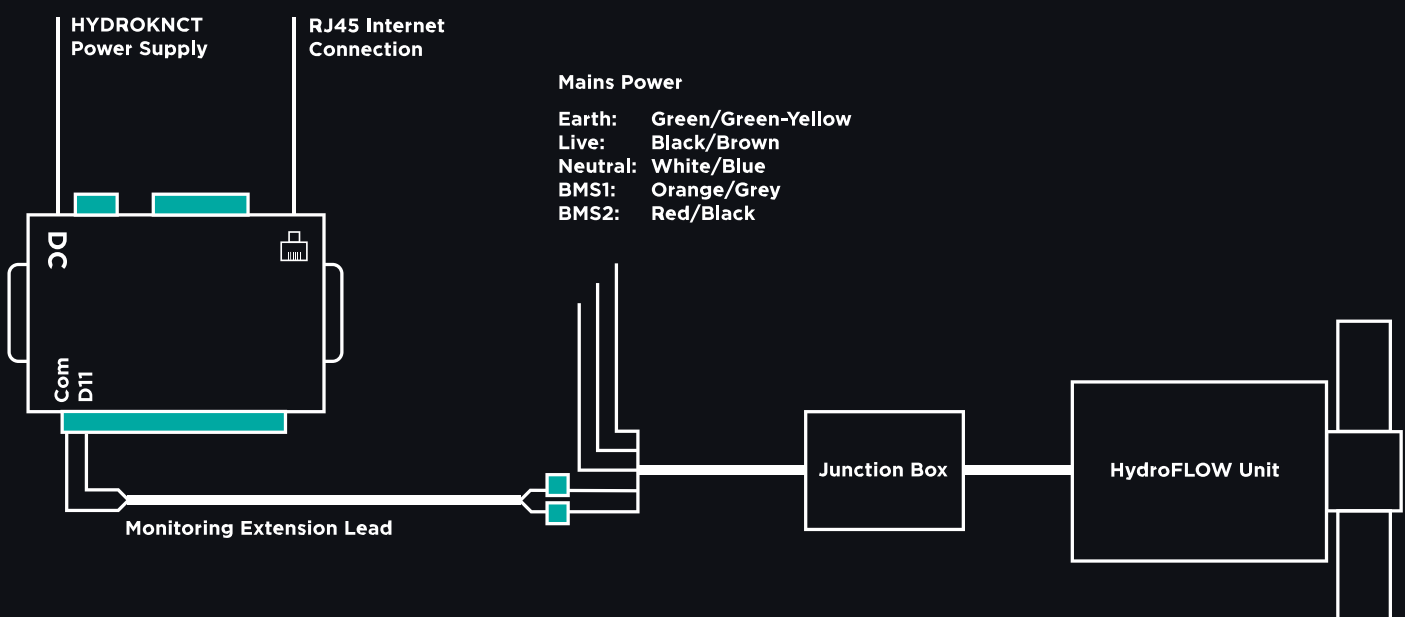 HYDROKNCT
Power Supply
RJ45 Internet
Connection
Mains Power
Earth: Green/Green-Yellow
Live: Black/Brown
Neutral: White/Blue
BMS1: Orange/Grey
BMS2: Red/Black
DC
Com
D11
Junction Box
HydroFLOW Unit
Monitoring Extension Lead